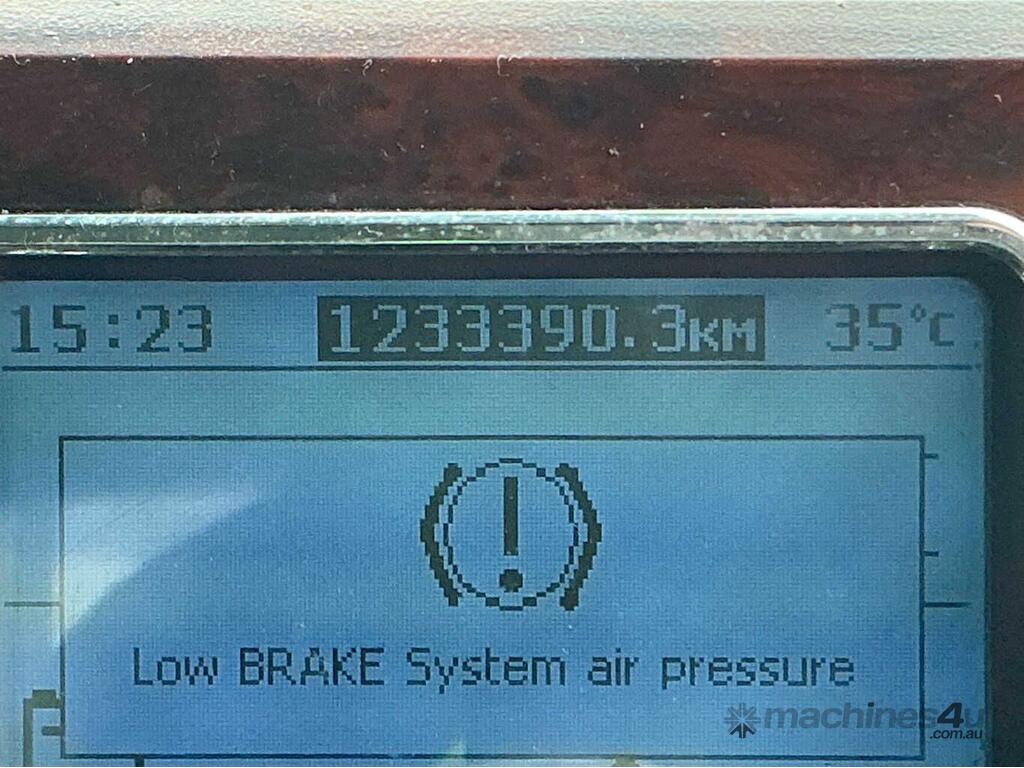 15:23 1233390.3KM 35°C
!
Low BRAKE System air pressure
machines4u
.com.au